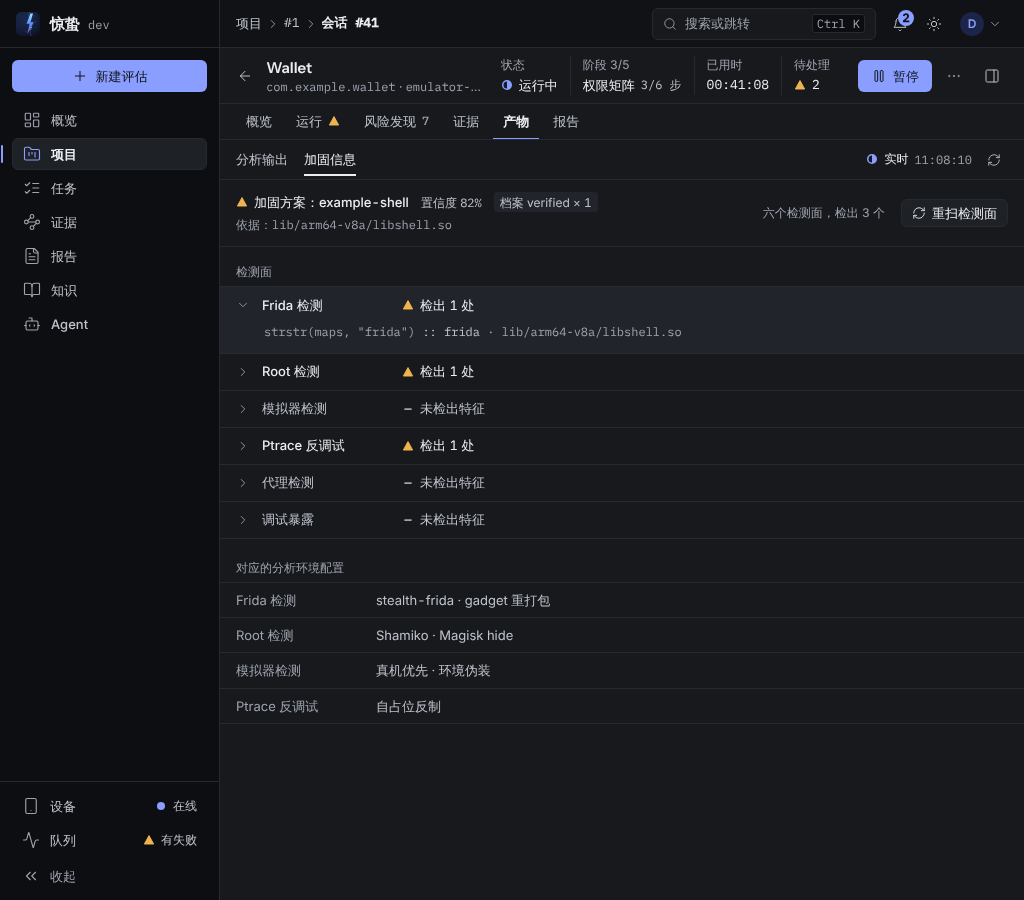 惊蛰 dev
项目 > #1 > 会话 #41
搜索或跳转 Ctrl K
2
D
新建评估
概览
项目
任务
证据
报告
知识
Agent
设备 在线
队列 有失败
收起
Wallet
com.example.wallet · emulator-…
状态
运行中
阶段 3/5
权限矩阵 3/6 步
已用时
00:41:08
待处理
2
暂停
概览 运行 风险发现 7 证据 产物 报告
分析输出 加固信息
实时 11:08:10
加固方案：example-shell 置信度 82% 档案 verified × 1
依据：lib/arm64-v8a/libshell.so
六个检测面，检出 3 个
重扫检测面
检测面
Frida 检测 检出 1 处
strstr(maps, "frida") :: frida · lib/arm64-v8a/libshell.so
Root 检测 检出 1 处
模拟器检测 — 未检出特征
Ptrace 反调试 检出 1 处
代理检测 — 未检出特征
调试暴露 — 未检出特征
对应的分析环境配置
Frida 检测 stealth-frida · gadget 重打包
Root 检测 Shamiko · Magisk hide
模拟器检测 真机优先 · 环境伪装
Ptrace 反调试 自占位反制